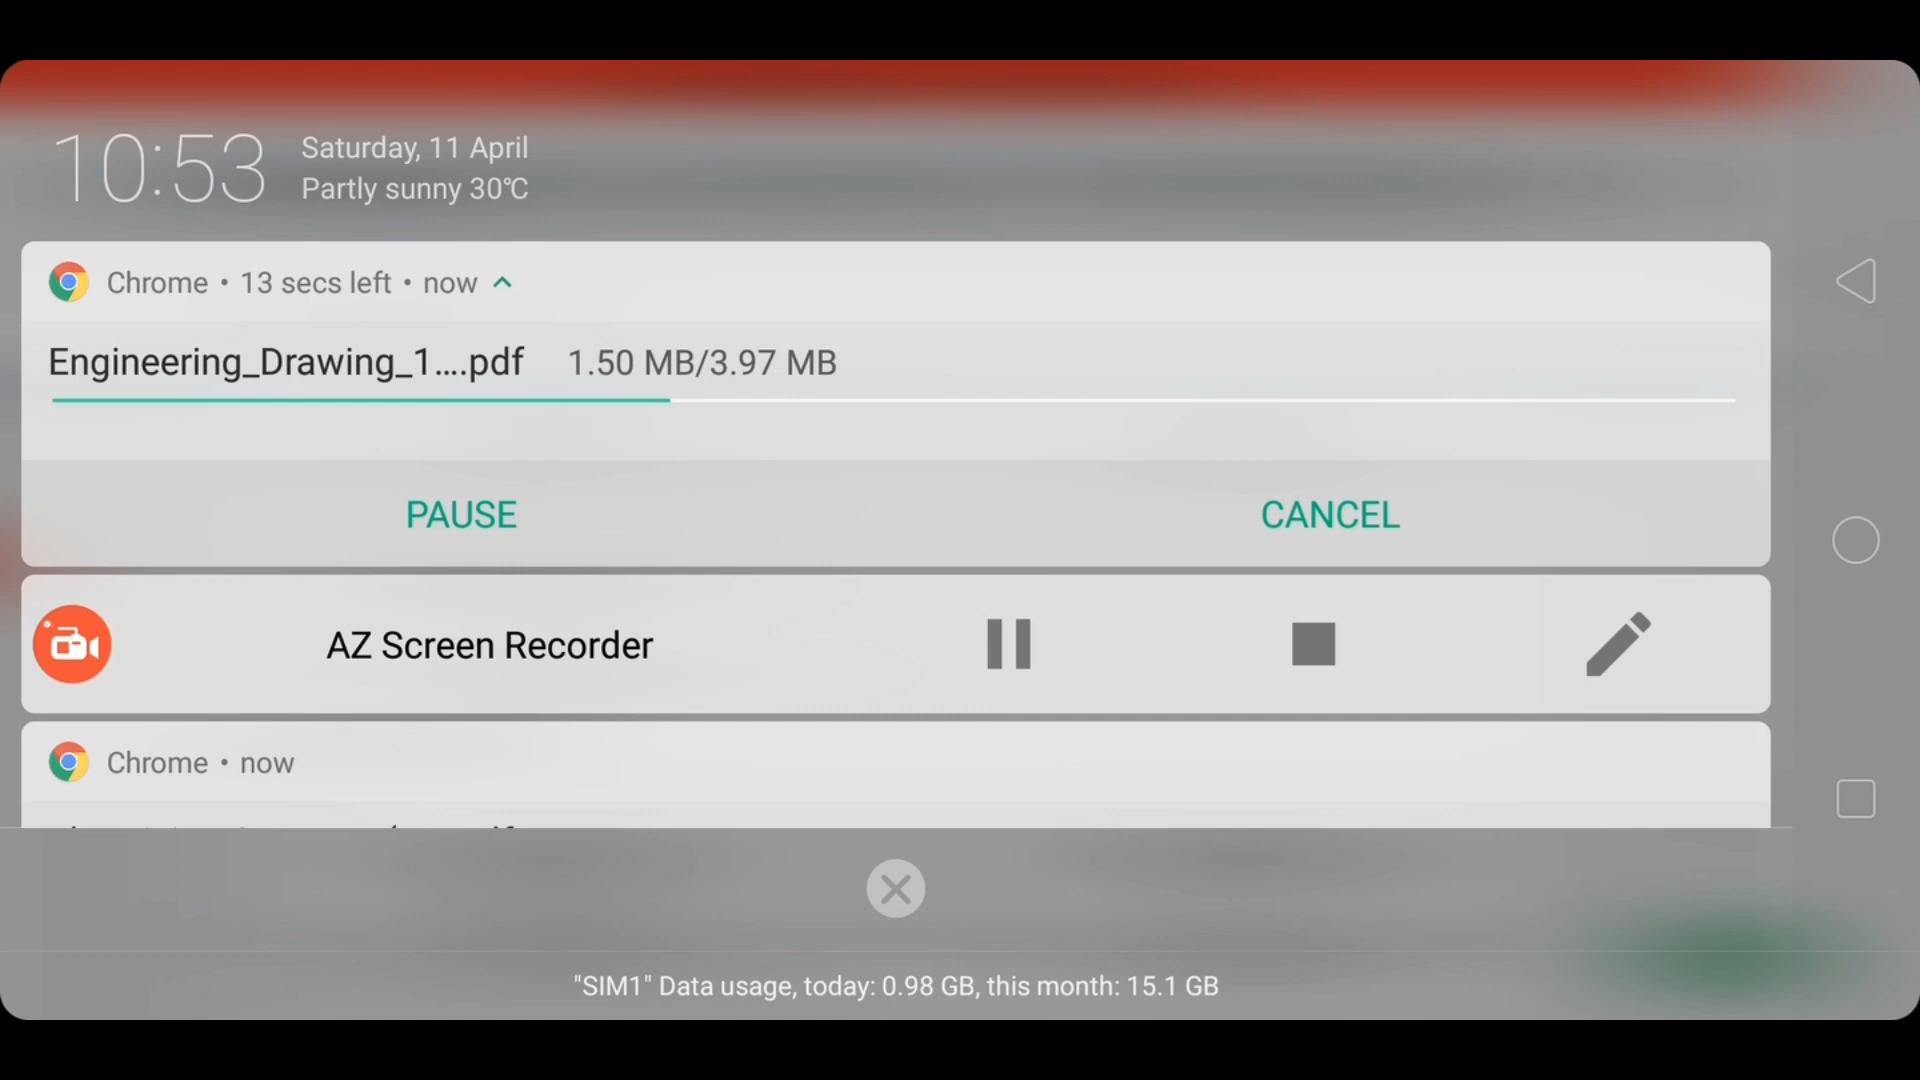 10:53
Saturday, 11 April
Partly sunny 30℃
Chrome • 13 secs left • now
Engineering_Drawing_1....pdf 1.50 MB/3.97 MB
PAUSE CANCEL
AZ Screen Recorder
Chrome • now
"SIM1" Data usage, today: 0.98 GB, this month: 15.1 GB